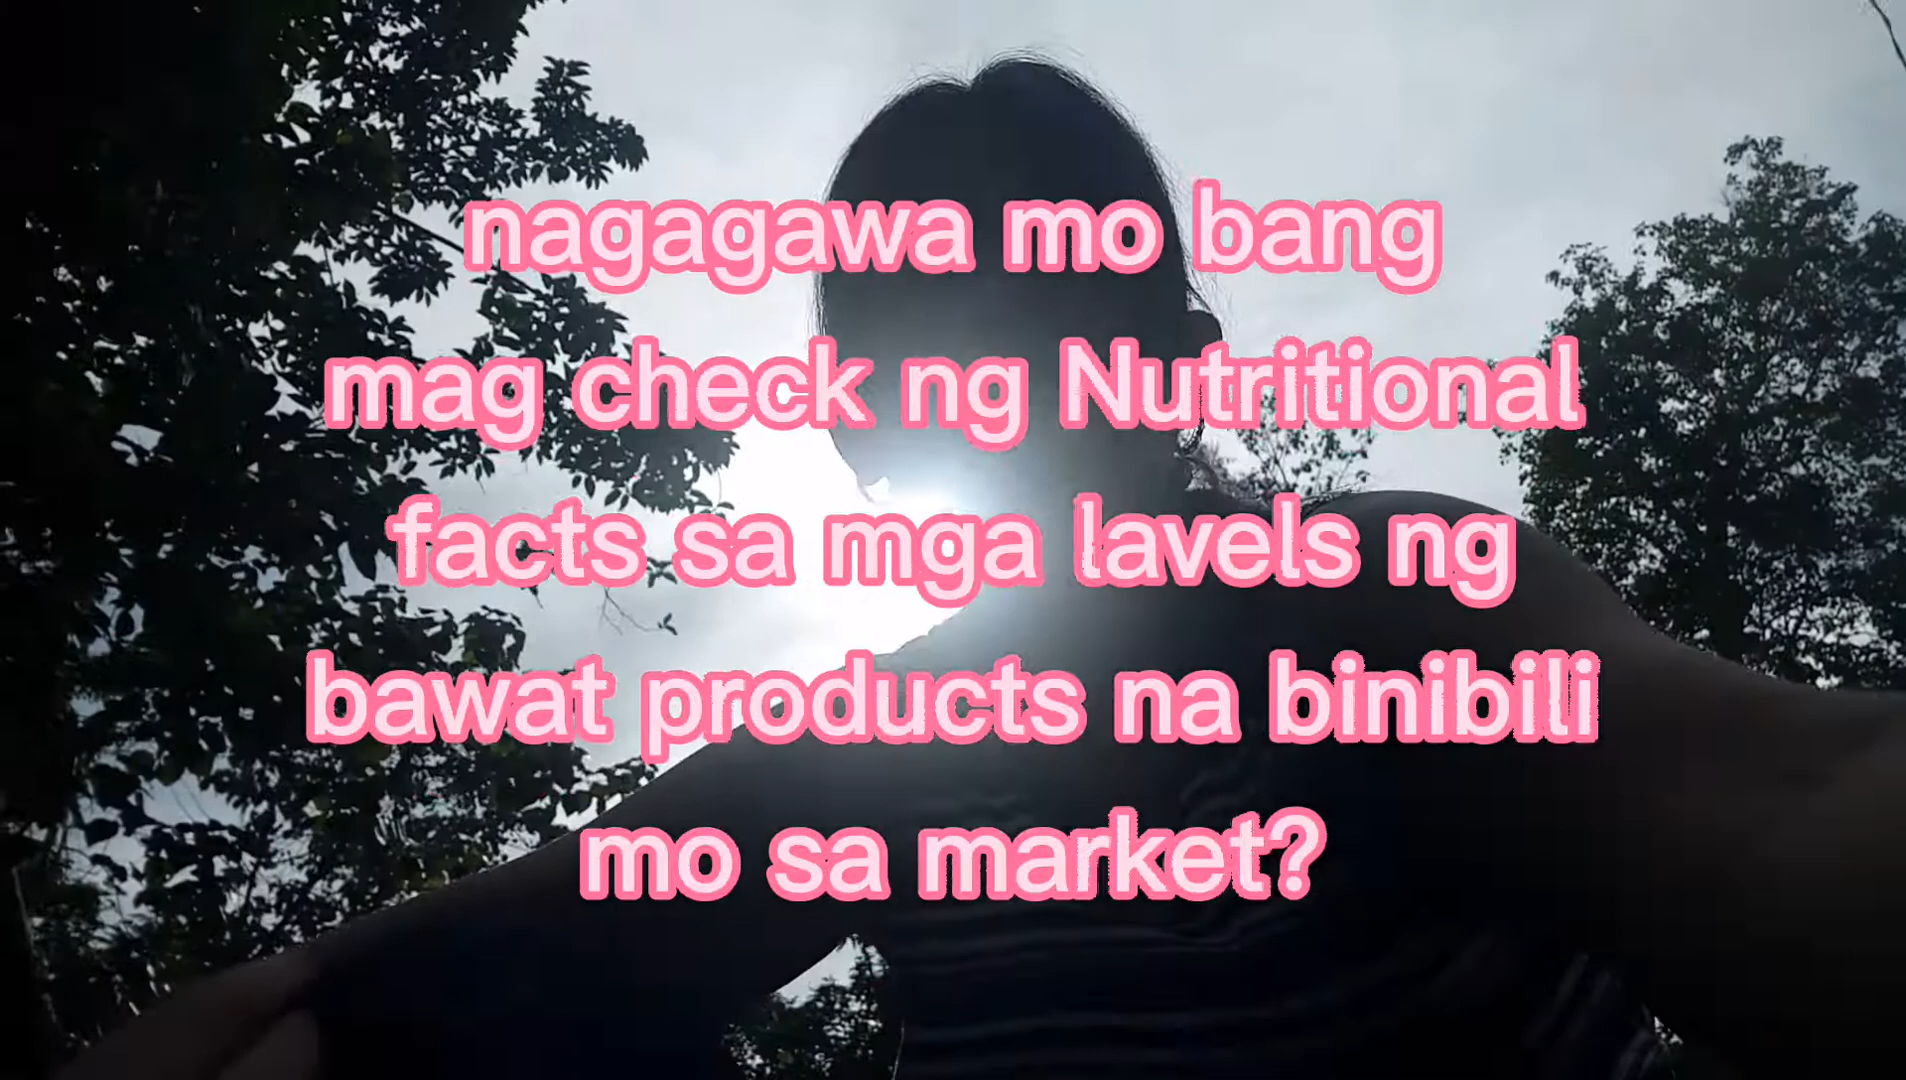 nagagawa mo bang
mag check ng Nutritional
facts sa mga lavels ng
bawat products na binibili
mo sa market?